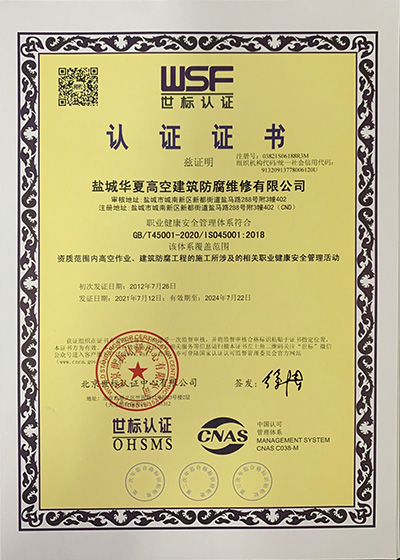 WSF
世标认证
认证证书
兹证明
注册号: 03821S06188R3M
组织机构代码/统一社会信用代码:
91320913778006120U
盐城华夏高空建筑防腐维修有限公司
审核地址: 盐城市城南新区新都街道盐马路288号附3幢402
注册地址: 盐城市城南新区新都街道盐马路288号附3幢402 (CND)
职业健康安全管理体系符合
GB/T45001-2020/ISO45001:2018
该体系覆盖范围
资质范围内高空作业、建筑防腐工程的施工所涉及的相关职业健康安全管理活动
初次发证日期: 2012年7月26日
发证日期: 2021年7月12日; 有效期至: 2024年7月22日
北京世标认证中心有限公司
签发:
世标认证
OHSMS
CNAS
中国认可
管理体系
MANAGEMENT SYSTEM
CNAS C038-M